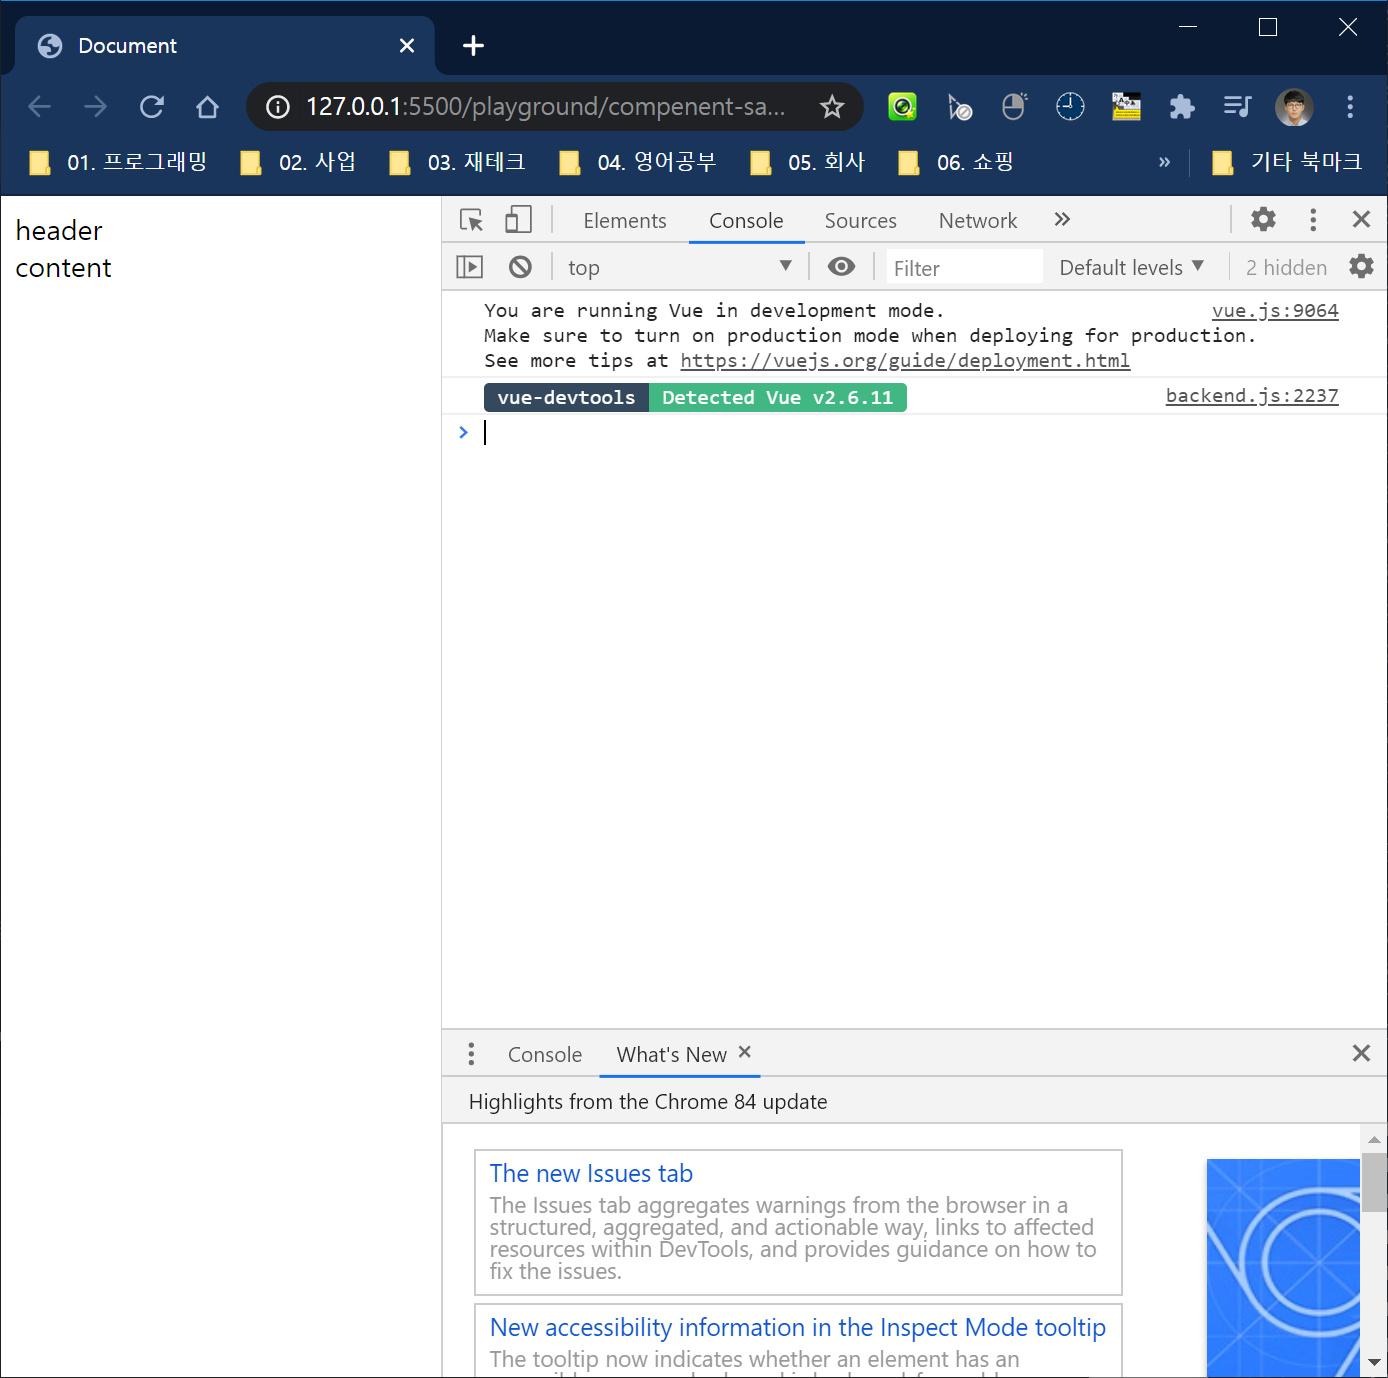 Document
127.0.0.1:5500/playground/compenent-sa...
01. 프로그래밍 02. 사업 03. 재테크 04. 영어공부 05. 회사 06. 쇼핑 » 기타 북마크
header
content
Elements Console Sources Network »
top Filter Default levels 2 hidden
You are running Vue in development mode. vue.js:9064
Make sure to turn on production mode when deploying for production.
See more tips at https://vuejs.org/guide/deployment.html
vue-devtools Detected Vue v2.6.11 backend.js:2237
Console What's New
Highlights from the Chrome 84 update
The new Issues tab
The Issues tab aggregates warnings from the browser in a
structured, aggregated, and actionable way, links to affected
resources within DevTools, and provides guidance on how to
fix the issues.
New accessibility information in the Inspect Mode tooltip
The tooltip now indicates whether an element has an